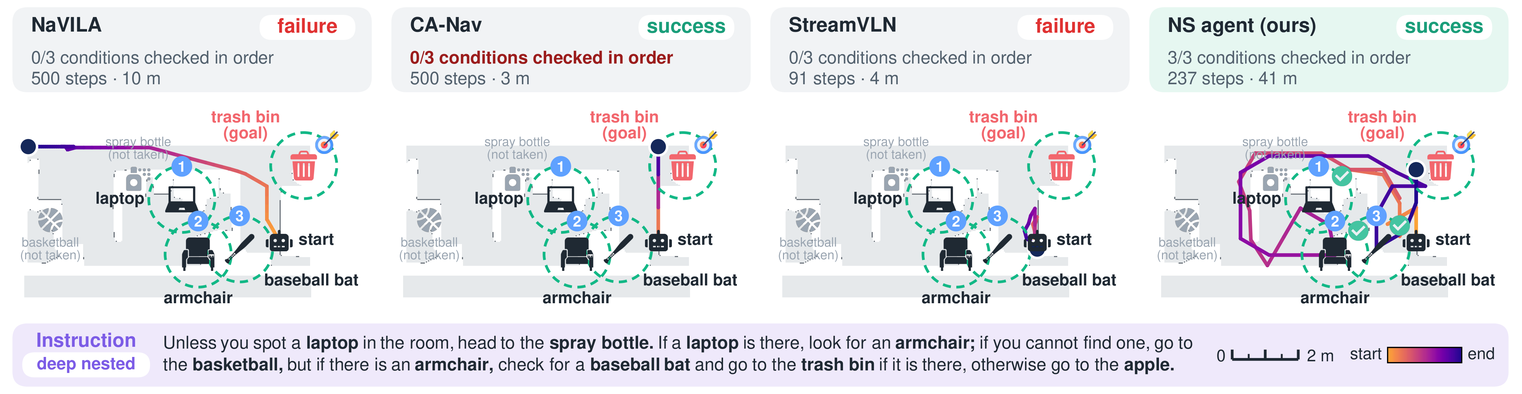 NaVILA failure
0/3 conditions checked in order
500 steps · 10 m
CA-Nav success
0/3 conditions checked in order
500 steps · 3 m
StreamVLN failure
0/3 conditions checked in order
91 steps · 4 m
NS agent (ours) success
3/3 conditions checked in order
237 steps · 41 m
trash bin
(goal)
spray bottle
(not taken)
1
laptop
2
3
basketball
(not taken)
start
baseball bat
armchair
trash bin
(goal)
spray bottle
(not taken)
1
laptop
2
3
basketball
(not taken)
start
baseball bat
armchair
trash bin
(goal)
spray bottle
(not taken)
1
laptop
2
3
basketball
(not taken)
start
baseball bat
armchair
trash bin
(goal)
spray bottle
(not taken)
1
laptop
2
3
basketball
(not taken)
start
baseball bat
armchair
Instruction
deep nested
Unless you spot a laptop in the room, head to the spray bottle. If a laptop is there, look for an armchair; if you cannot find one, go to
the basketball, but if there is an armchair, check for a baseball bat and go to the trash bin if it is there, otherwise go to the apple.
0 2 m
start end